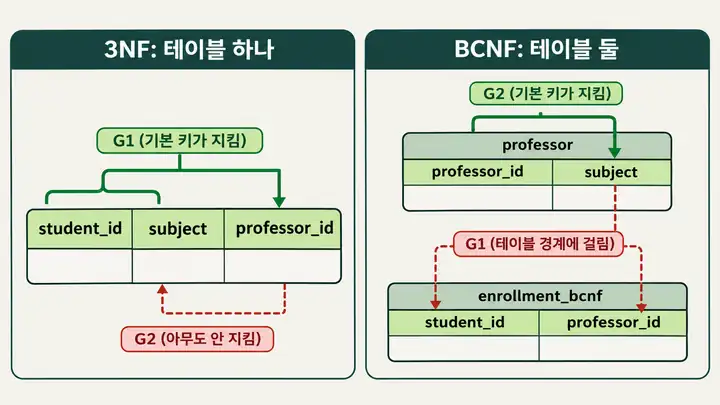 3NF: 테이블 하나
G1 (기본 키가 지킴)
student_id subject professor_id
G2 (아무도 안 지킴)
BCNF: 테이블 둘
G2 (기본 키가 지킴)
professor
professor_id subject
G1 (테이블 경계에 걸림)
enrollment_bcnf
student_id professor_id